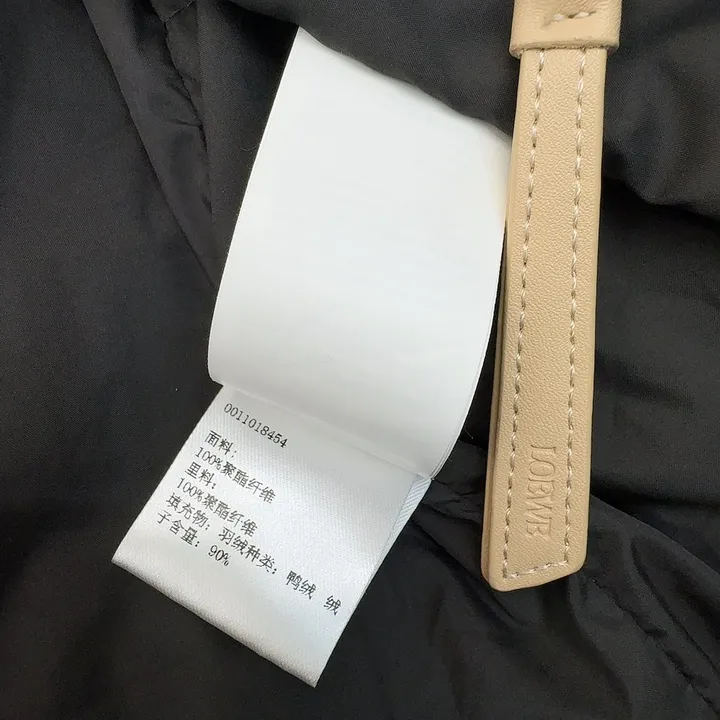 0011018454
面料:
100%聚酯纤维
里料:
100%聚酯纤维
填充物: 羽绒种类: 鸭绒 绒
子含量: 90%
LOEWE